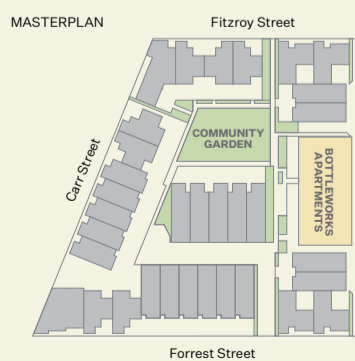 MASTERPLAN
Fitzroy Street
Carr Street
COMMUNITY
GARDEN
BOTTLEWORKS
APARTMENTS
Forrest Street